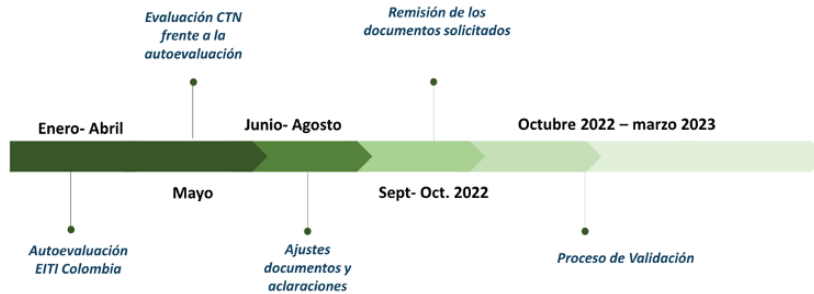 Evaluación CTN
frente a la
autoevaluación
Remisión de los
documentos solicitados
Enero- Abril
Junio- Agosto
Octubre 2022 – marzo 2023
Mayo
Sept- Oct. 2022
Autoevaluación
EITI Colombia
Ajustes
documentos y
aclaraciones
Proceso de Validación